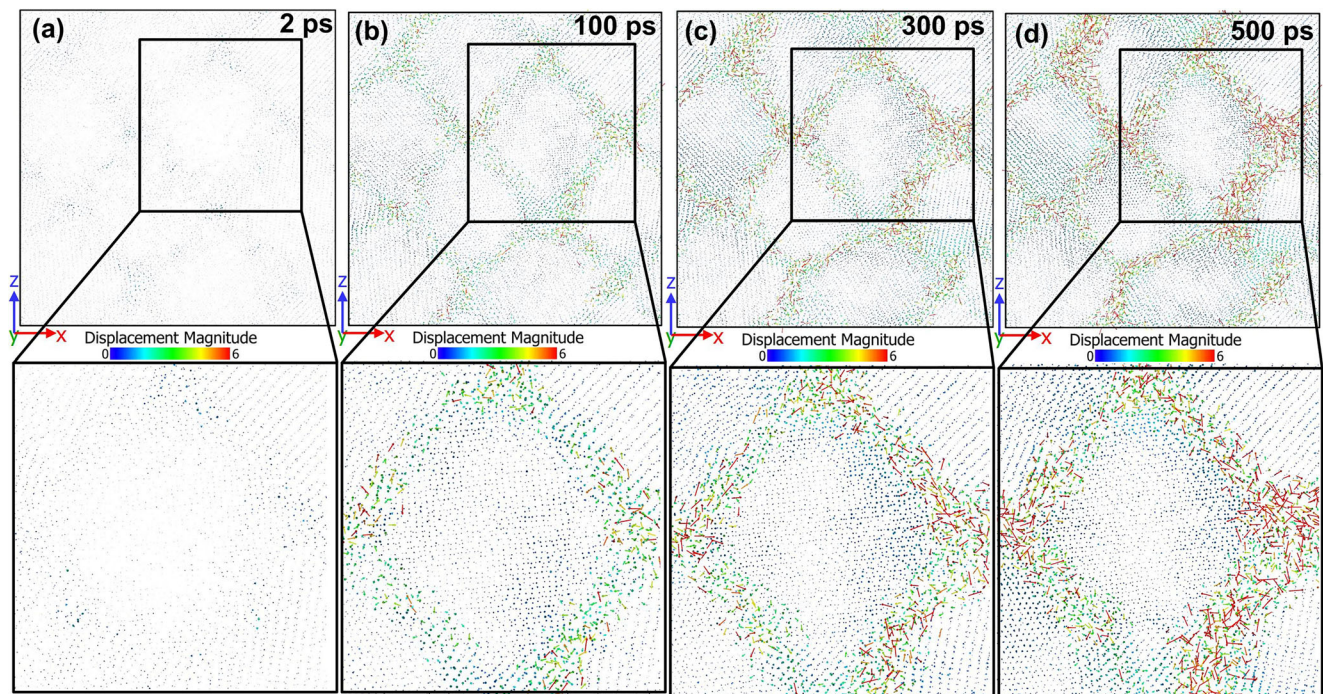 (a) 2 ps
(b) 100 ps
(c) 300 ps
(d) 500 ps
z
y x
Displacement Magnitude
0 6
z
y x
Displacement Magnitude
0 6
z
y x
Displacement Magnitude
0 6
z
y x
Displacement Magnitude
0 6